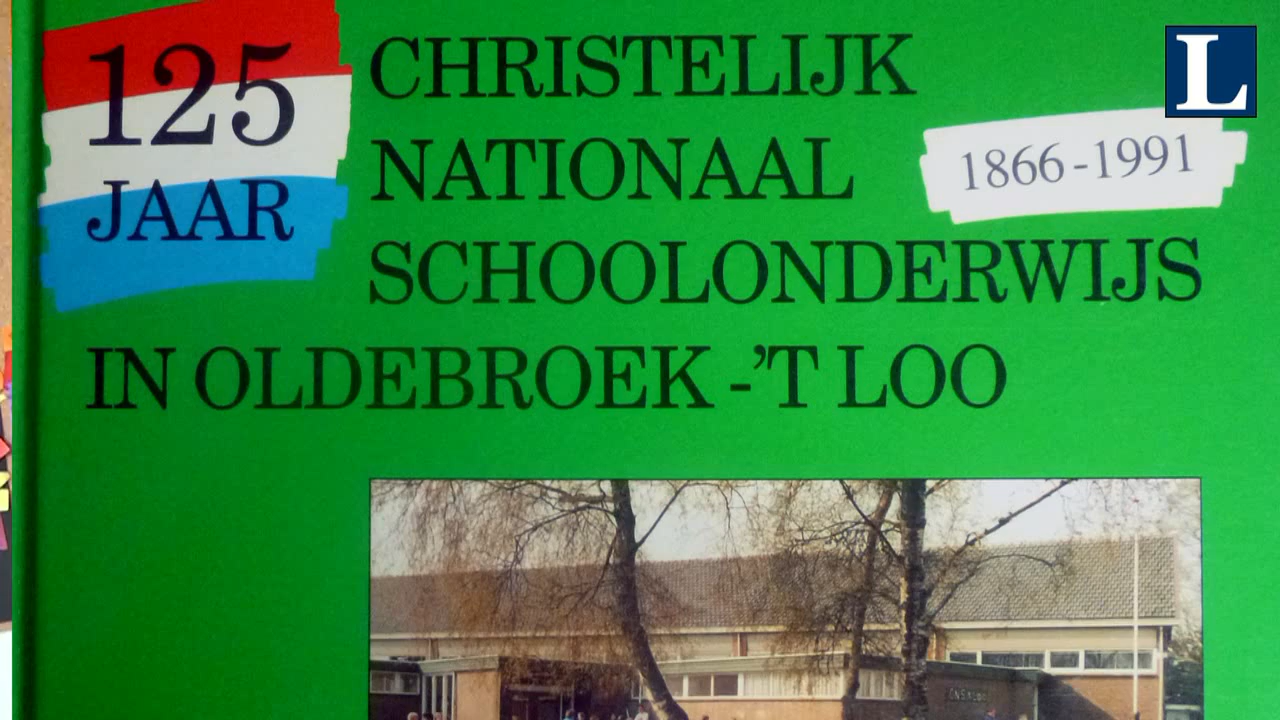 125
JAAR
CHRISTELIJK
NATIONAAL
SCHOOLONDERWIJS
IN OLDEBROEK -'T LOO
1866-1991
L